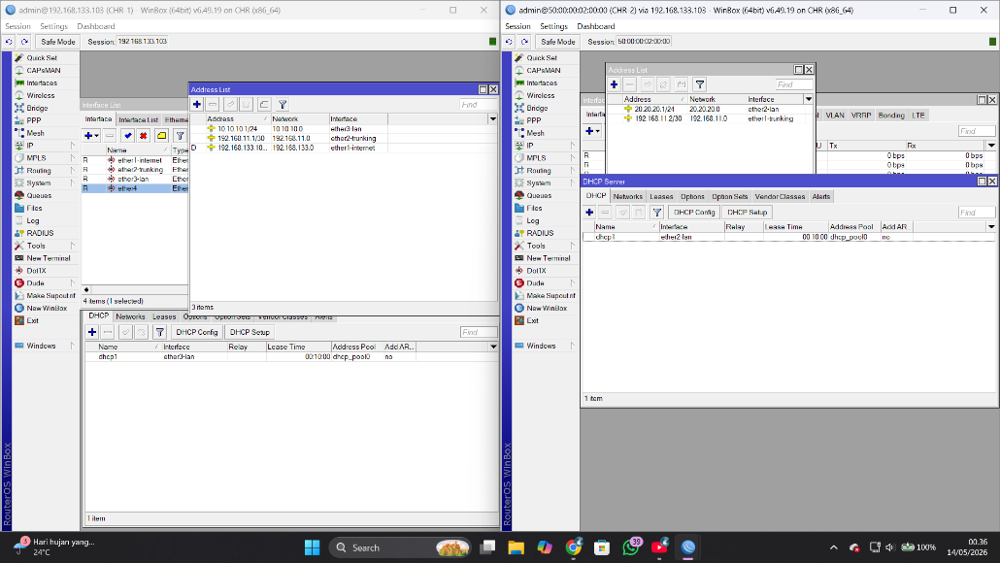 admin@192.168.133.103 (CHR-1) - WinBox (64bit) v6.49.19 on CHR (x86_64)
Session Settings Dashboard
Safe Mode Session: 192.168.133.103
Quick Set
CAPsMAN
Interfaces
Wireless
Bridge
PPP
Mesh
IP
MPLS
Routing
System
Queues
Files
Log
RADIUS
Tools
New Terminal
Dot1X
Dude
Make Supout.rif
New WinBox
Exit
Windows
RouterOS WinBox
Interface List
Interface Interface List Etherne
Name Type
R ether1-internet Ether
R ether2-trunking Ether
R ether3-lan Ether
R ether4 Ether
4 items (1 selected)
Address List
Find
Address Network Interface
10.10.10.1/24 10.10.10.0 ether3-lan
192.168.11.1/30 192.168.11.0 ether2-trunking
D 192.168.133.10... 192.168.133.0 ether1-internet
3 items
DHCP Networks Leases Options Option Sets Vendor Classes Alerts
DHCP Config DHCP Setup Find
Name Interface Relay Lease Time Address Pool Add AR...
dhcp1 ether3-lan 00:10:00 dhcp_pool0 no
1 item
admin@50:00:00:02:00:00 (CHR-2) via 192.168.133.103 - WinBox (64bit) v6.49.19 on CHR (x86_64)
Session Settings Dashboard
Safe Mode Session: 50:00:00:02:00:00
Quick Set
CAPsMAN
Interfaces
Wireless
Bridge
PPP
Mesh
IP
MPLS
Routing
System
Queues
Files
Log
RADIUS
Tools
New Terminal
Dot1X
Dude
Make Supout.rif
New WinBox
Exit
Windows
RouterOS WinBox
Address List
Find
Address Network Interface
20.20.20.1/24 20.20.20.0 ether2-lan
192.168.11.2/30 192.168.11.0 ether1-trunking
Interfac
Interfa
VLAN VRRP Bonding LTE
Find
Tx Rx
R 0 bps 0 bps
R 0 bps 0 bps
DHCP Server
DHCP Networks Leases Options Option Sets Vendor Classes Alerts
DHCP Config DHCP Setup Find
Name Interface Relay Lease Time Address Pool Add AR...
dhcp1 ether2-lan 00:10:00 dhcp_pool0 no
1 item
3
Hari hujan yang...
24°C
Search
39
100%
00.36
14/05/2026